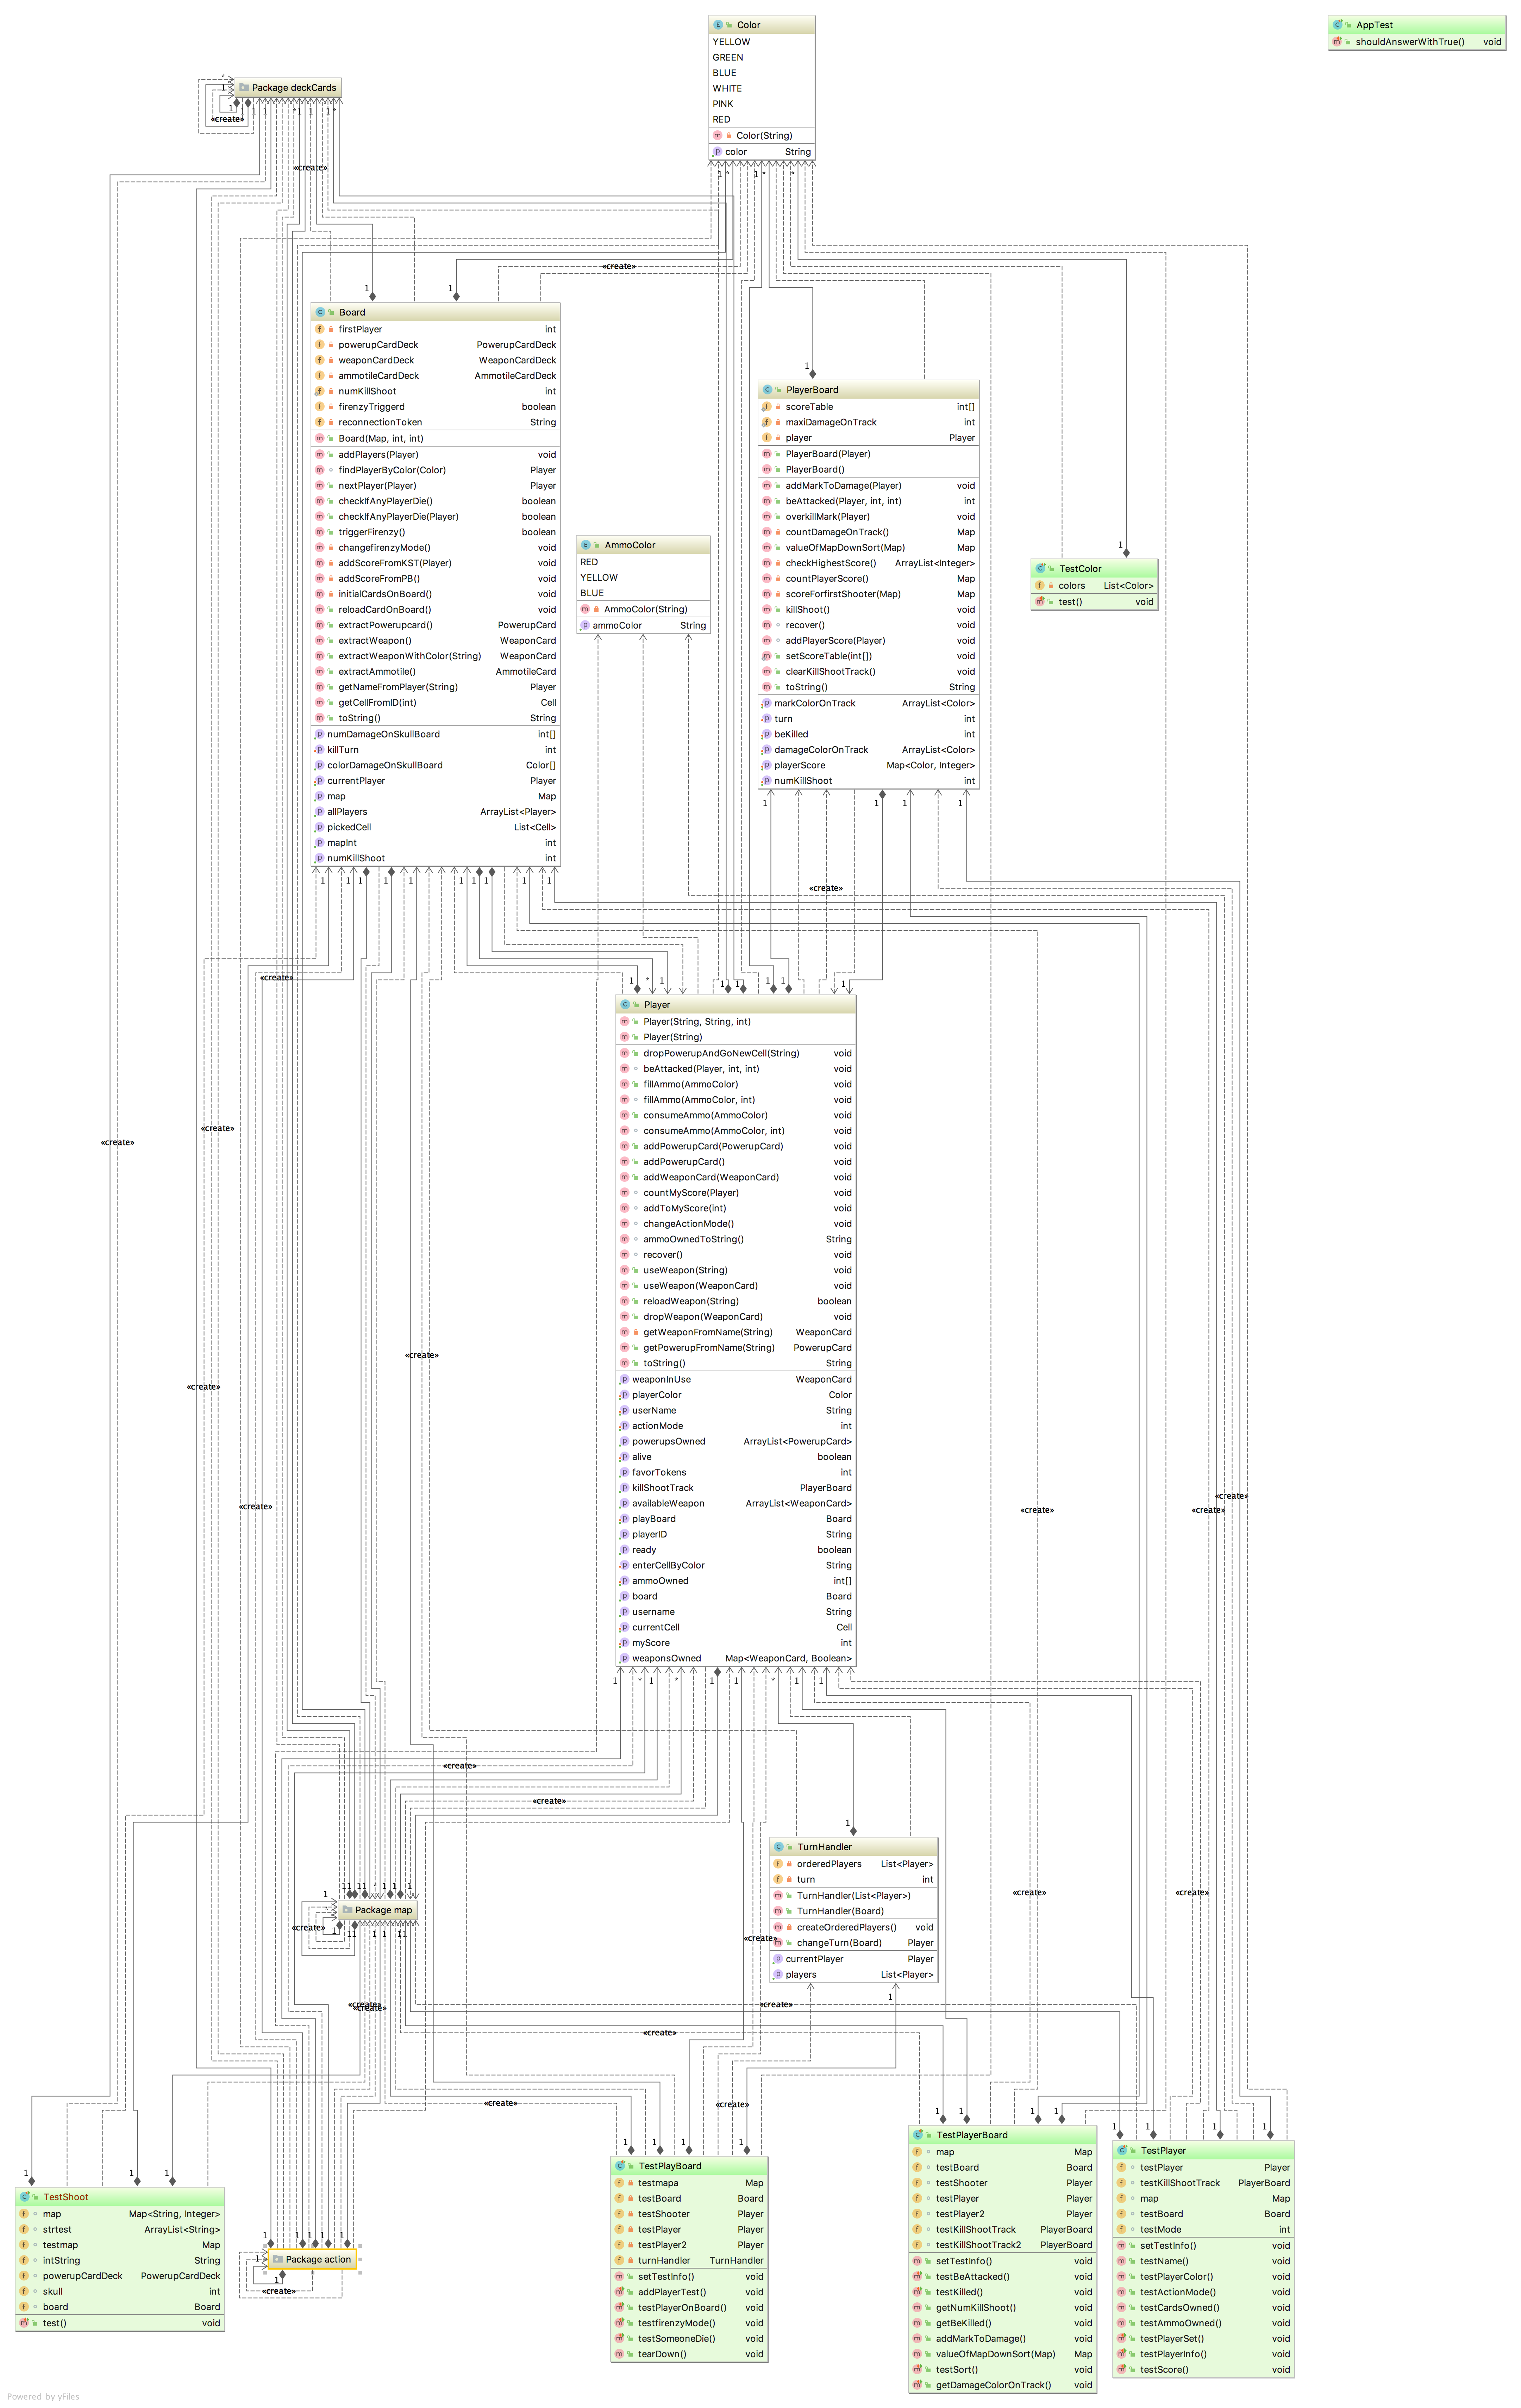 Color
YELLOW
GREEN
BLUE
WHITE
PINK
RED
Color(String)
color String
AppTest
shouldAnswerWithTrue() void
Package deckCards
«create»
«create»
«create»
Board
firstPlayer int
powerupCardDeck PowerupCardDeck
weaponCardDeck WeaponCardDeck
ammotileCardDeck AmmotileCardDeck
numKillShoot int
firenzyTriggerd boolean
reconnectionToken String
Board(Map, int, int)
addPlayers(Player) void
findPlayerByColor(Color) Player
nextPlayer(Player) Player
checkIfAnyPlayerDie() boolean
checkIfAnyPlayerDie(Player) boolean
triggerFirenzy() boolean
changefirenzyMode() void
addScoreFromKST(Player) void
addScoreFromPB() void
initialCardsOnBoard() void
reloadCardOnBoard() void
extractPowerupcard() PowerupCard
extractWeapon() WeaponCard
extractWeaponWithColor(String) WeaponCard
extractAmmotile() AmmotileCard
getNameFromPlayer(String) Player
getCellFromID(int) Cell
toString() String
numDamageOnSkullBoard int[]
killTurn int
colorDamageOnSkullBoard Color[]
currentPlayer Player
map Map
allPlayers ArrayList<Player>
pickedCell List<Cell>
mapInt int
numKillShoot int
PlayerBoard
scoreTable int[]
maxiDamageOnTrack int
player Player
PlayerBoard(Player)
PlayerBoard()
addMarkToDamage(Player) void
beAttacked(Player, int, int) int
overkillMark(Player) void
countDamageOnTrack() Map
valueOfMapDownSort(Map) Map
checkHighestScore() ArrayList<Integer>
countPlayerScore() Map
scoreForfirstShooter(Map) Map
killShoot() void
recover() void
addPlayerScore(Player) void
setScoreTable(int[]) void
clearKillShootTrack() void
toString() String
markColorOnTrack ArrayList<Color>
turn int
beKilled int
damageColorOnTrack ArrayList<Color>
playerScore Map<Color, Integer>
numKillShoot int
AmmoColor
RED
YELLOW
BLUE
AmmoColor(String)
ammoColor String
TestColor
colors List<Color>
test() void
«create»
«create»
Player
Player(String, String, int)
Player(String)
dropPowerupAndGoNewCell(String) void
beAttacked(Player, int, int) void
fillAmmo(AmmoColor) void
fillAmmo(AmmoColor, int) void
consumeAmmo(AmmoColor) void
consumeAmmo(AmmoColor, int) void
addPowerupCard(PowerupCard) void
addPowerupCard() void
addWeaponCard(WeaponCard) void
countMyScore(Player) void
addToMyScore(int) void
changeActionMode() void
ammoOwnedToString() String
recover() void
useWeapon(String) void
useWeapon(WeaponCard) void
reloadWeapon(String) boolean
dropWeapon(WeaponCard) void
getWeaponFromName(String) WeaponCard
getPowerupFromName(String) PowerupCard
toString() String
weaponInUse WeaponCard
playerColor Color
userName String
actionMode int
powerupsOwned ArrayList<PowerupCard>
alive boolean
favorTokens int
killShootTrack PlayerBoard
availableWeapon ArrayList<WeaponCard>
playBoard Board
playerID String
ready boolean
enterCellByColor String
ammoOwned int[]
board Board
username String
currentCell Cell
myScore int
weaponsOwned Map<WeaponCard, Boolean>
«create»
«create»
«create»
«create»
«create»
«create»
«create»
«create»
«create»
«create»
«create»
TurnHandler
orderedPlayers List<Player>
turn int
TurnHandler(List<Player>)
TurnHandler(Board)
createOrderedPlayers() void
changeTurn(Board) Player
currentPlayer Player
players List<Player>
Package map
«create»
«create»
«create»
«create»
«create»
«create»
«create»
«create»
«create»
«create»
TestShoot
map Map<String, Integer>
strtest ArrayList<String>
testmap Map
intString String
powerupCardDeck PowerupCardDeck
skull int
board Board
test() void
Package action
«create»
TestPlayBoard
testmapa Map
testBoard Board
testShooter Player
testPlayer Player
testPlayer2 Player
turnHandler TurnHandler
setTestInfo() void
addPlayerTest() void
testPlayerOnBoard() void
testfirenzyMode() void
testSomeoneDie() void
tearDown() void
TestPlayerBoard
map Map
testBoard Board
testShooter Player
testPlayer Player
testPlayer2 Player
testKillShootTrack PlayerBoard
testKillShootTrack2 PlayerBoard
setTestInfo() void
testBeAttacked() void
testKilled() void
getNumKillShoot() void
getBeKilled() void
addMarkToDamage() void
valueOfMapDownSort(Map) Map
testSort() void
getDamageColorOnTrack() void
TestPlayer
testPlayer Player
testKillShootTrack PlayerBoard
map Map
testBoard Board
testMode int
setTestInfo() void
testName() void
testPlayerColor() void
testActionMode() void
testCardsOwned() void
testAmmoOwned() void
testPlayerSet() void
testPlayerInfo() void
testScore() void
Powered by yFiles